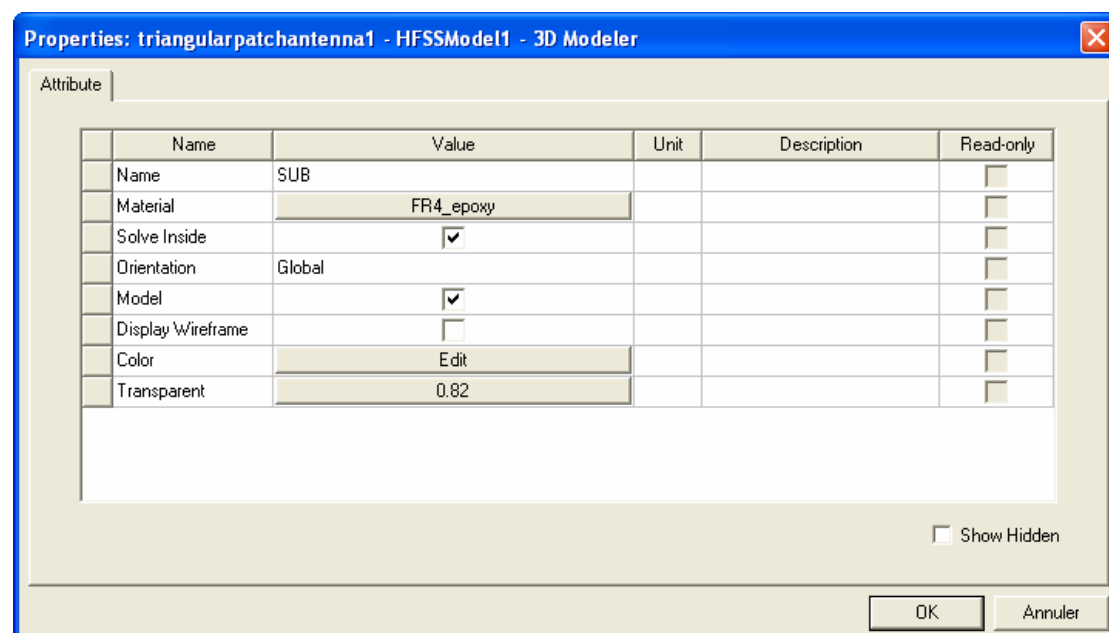 Properties: triangularpatchantenna1 - HFSSModel1 - 3D Modeler
Attribute
Name Value Unit Description Read-only
Name SUB
Material FR4_epoxy
Solve Inside
Orientation Global
Model
Display Wireframe
Color Edit
Transparent 0.82
Show Hidden
OK Annuler